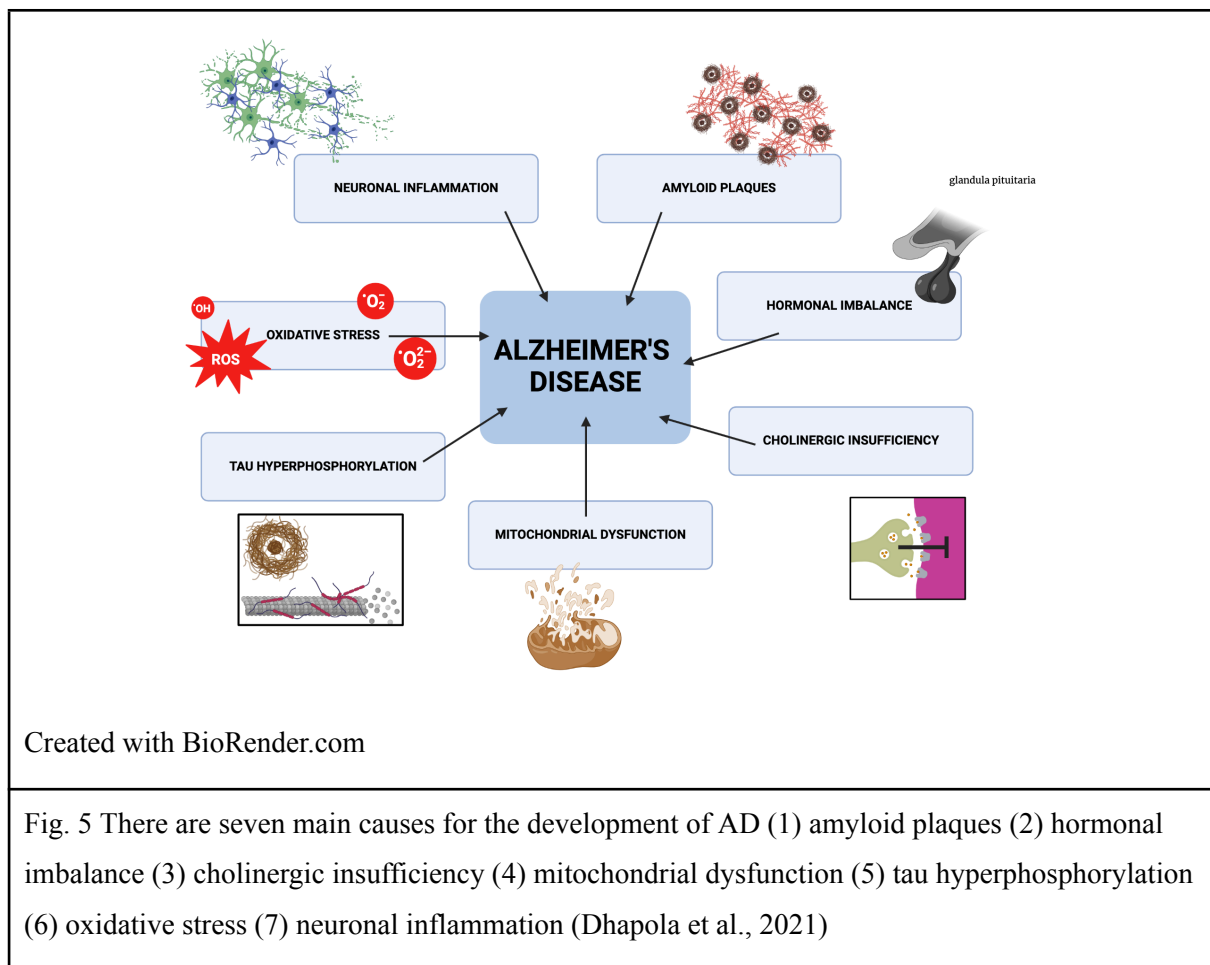 NEURONAL INFLAMMATION
AMYLOID PLAQUES
glandula pituitaria
HORMONAL IMBALANCE
•OH
•O₂⁻
OXIDATIVE STRESS
ROS
•O₂²⁻
ALZHEIMER'S
DISEASE
CHOLINERGIC INSUFFICIENCY
TAU HYPERPHOSPHORYLATION
MITOCHONDRIAL DYSFUNCTION
Created with BioRender.com
Fig. 5 There are seven main causes for the development of AD (1) amyloid plaques (2) hormonal
imbalance (3) cholinergic insufficiency (4) mitochondrial dysfunction (5) tau hyperphosphorylation
(6) oxidative stress (7) neuronal inflammation (Dhapola et al., 2021)